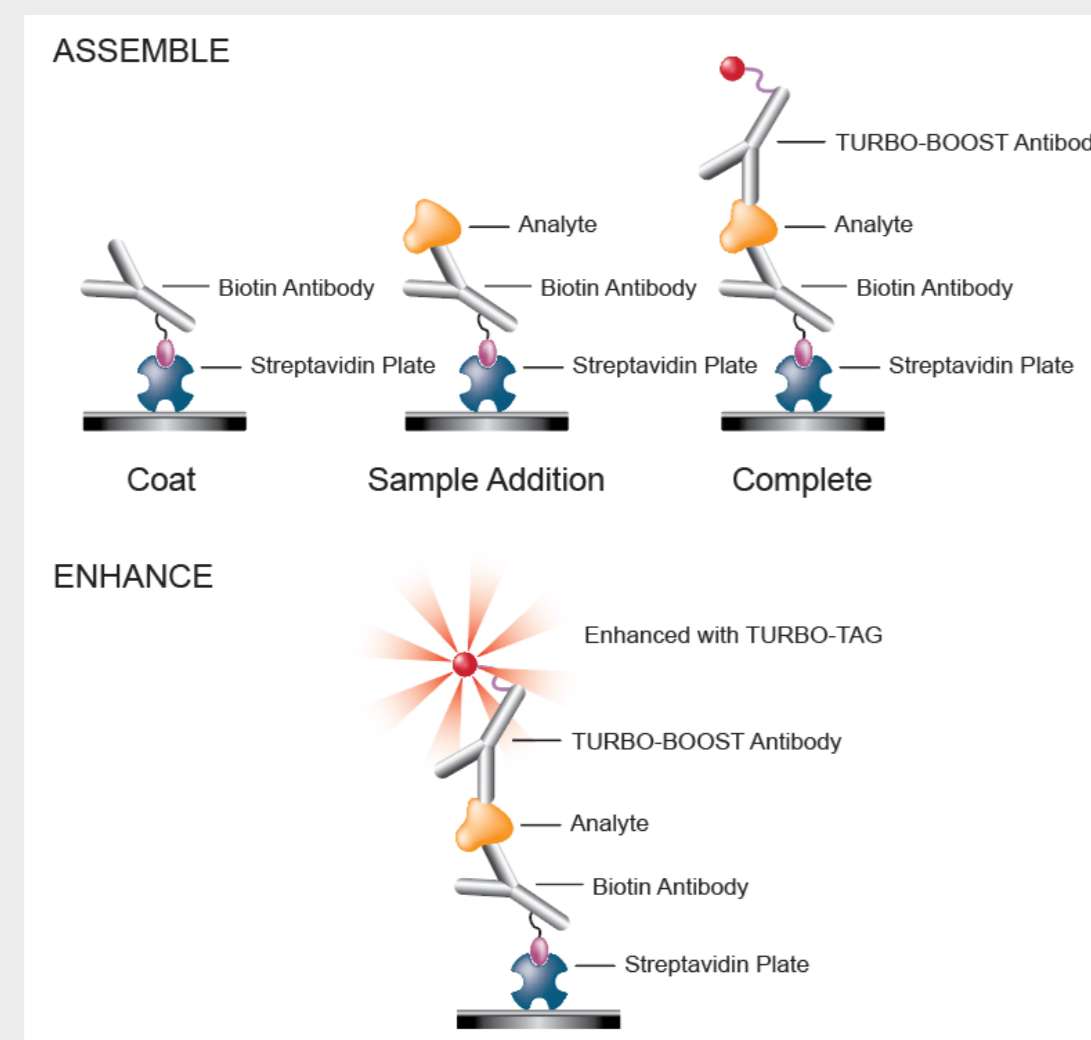 ASSEMBLE
TURBO-BOOST Antibod
Analyte
Analyte
Biotin Antibody
Biotin Antibody
Biotin Antibody
Streptavidin Plate
Streptavidin Plate
Streptavidin Plate
Coat
Sample Addition
Complete
ENHANCE
Enhanced with TURBO-TAG
TURBO-BOOST Antibody
Analyte
Biotin Antibody
Streptavidin Plate